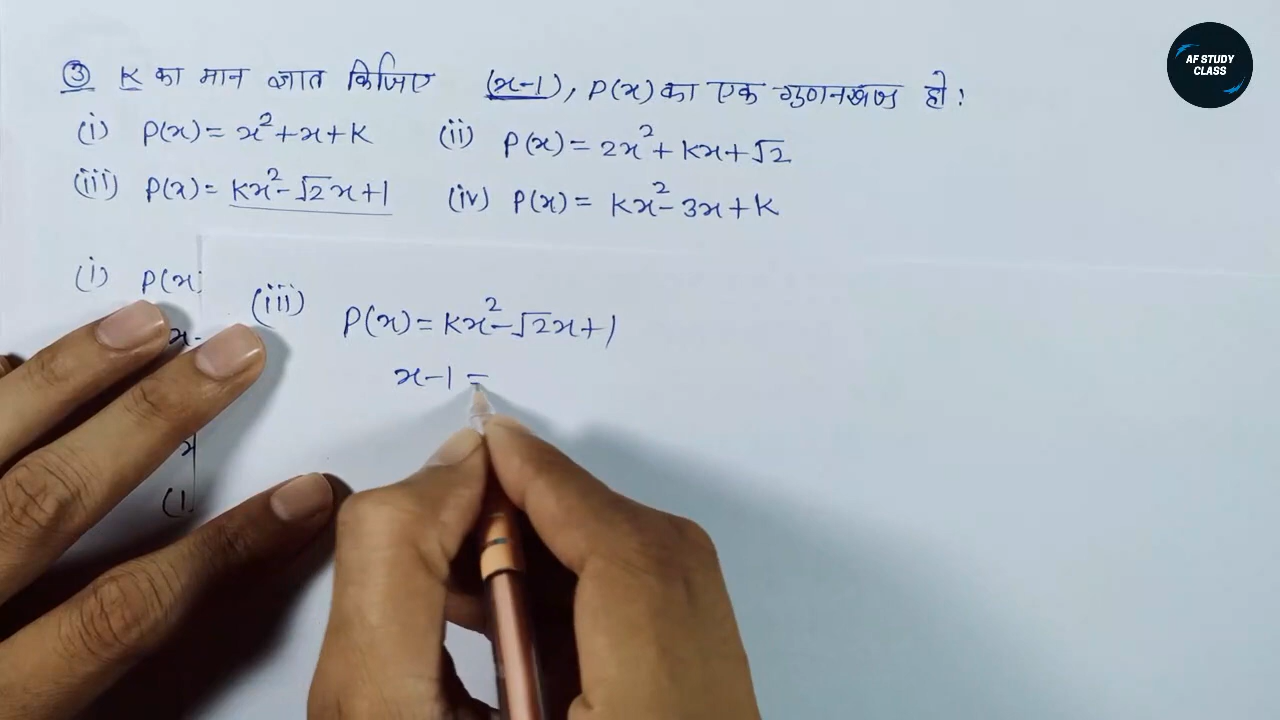 AF STUDY
CLASS
③ K का मान ज्ञात किजिए (x-1), P(x) का एक गुणनखण्ड हो!
(i) P(x) = x²+x+K (ii) P(x) = 2x²+Kx+√2
(iii) P(x) = Kx²-√2x+1 (iv) P(x) = Kx²-3x+K
(i) P(x)
(iii) P(x) = Kx²-√2x+1
x-
x-1 =
x
(1